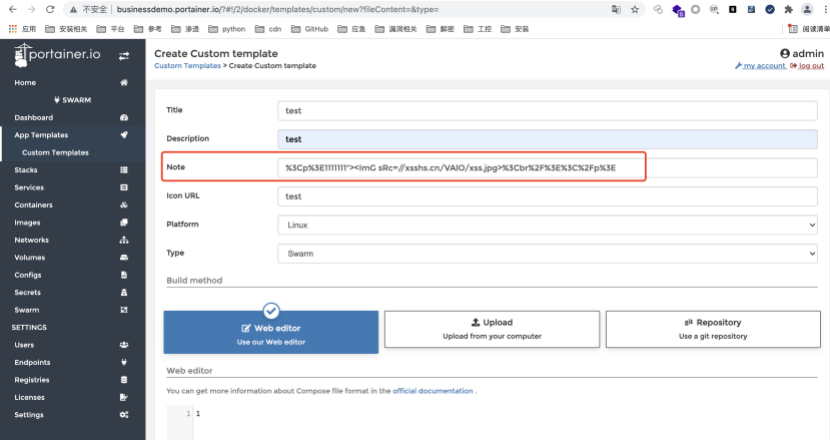 不安全 | businessdemo.portainer.io/?#!/2/docker/templates/custom/new?fileContent=&type=
应用 安装相关 平台 参考 渗透 python cdn GitHub 应急 漏洞相关 解密 工控 安装 阅读清单
portainer.io
Home
SWARM
Dashboard
App Templates
Custom Templates
Stacks
Services
Containers
Images
Networks
Volumes
Configs
Secrets
Swarm
SETTINGS
Users
Endpoints
Registries
Licenses
Settings
Create Custom template
Custom Templates > Create Custom template
admin
my account log out
Title test
Description test
Note %3Cp%3E1111111"><ImG sRc=//xsshs.cn/VAIO/xss.jpg>%3Cbr%2F%3E%3C%2Fp%3E
Icon URL test
Platform Linux
Type Swarm
Build method
Web editor
Use our Web editor
Upload
Upload from your computer
git Repository
Use a git repository
Web editor
You can get more information about Compose file format in the official documentation .
1 1